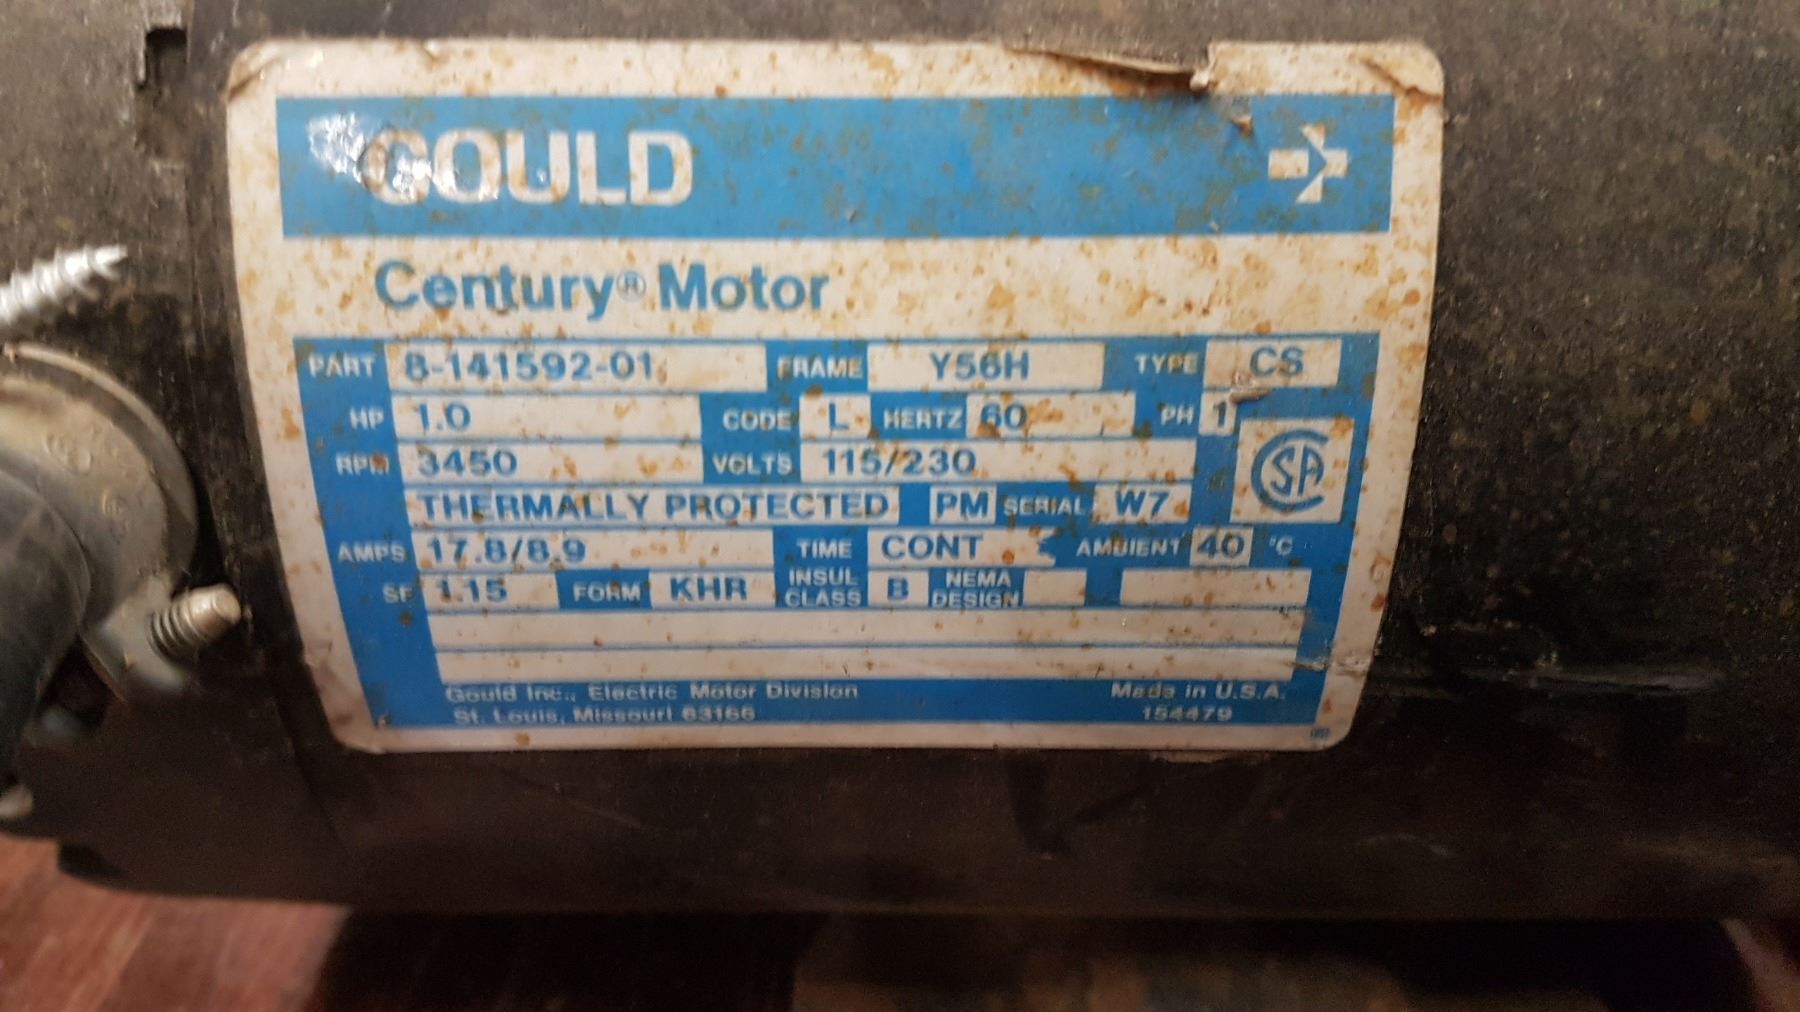 GOULD
Century® Motor
PART 8-141592-01 FRAME Y56H TYPE CS
HP 1.0 CODE L HERTZ 60 PH 1
RPM 3450 VOLTS 115/230
CSA
THERMALLY PROTECTED PM SERIAL W7
AMPS 17.8/8.9 TIME CONT AMBIENT 40 °C
SF 1.15 FORM KHR INSUL CLASS B NEMA DESIGN
Gould Inc., Electric Motor Division Made in U.S.A.
St. Louis, Missouri 63166 154479